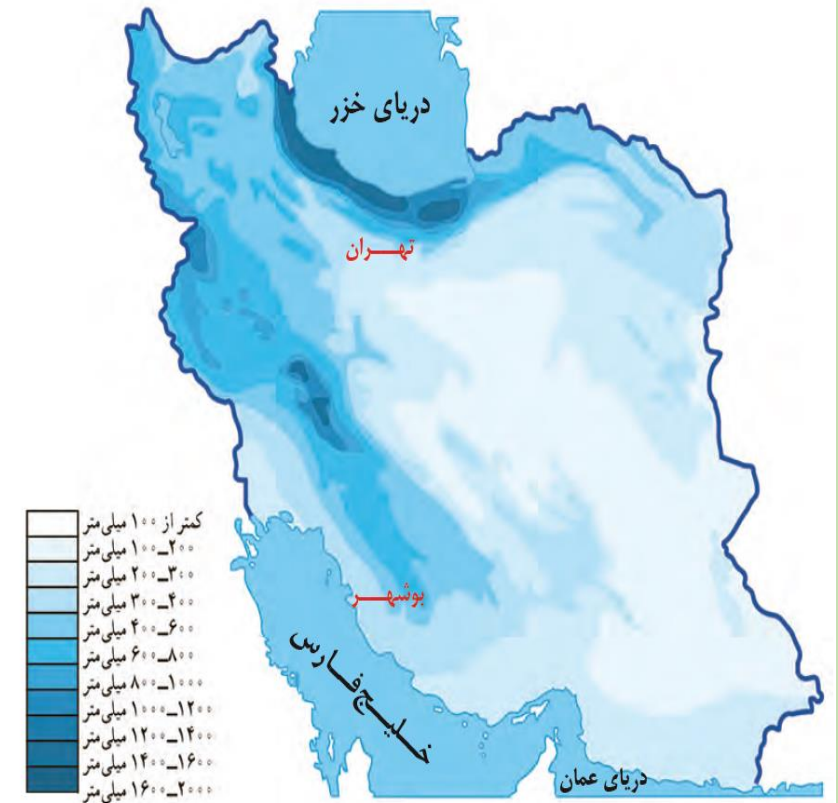 دریای خزر
تهران
بوشهر
خلیج فارس
دریای عمان
کمتر از ۱۰۰ میلی‌متر
۱۰۰_۲۰۰ میلی‌متر
۲۰۰_۳۰۰ میلی‌متر
۳۰۰_۴۰۰ میلی‌متر
۴۰۰_۶۰۰ میلی‌متر
۶۰۰_۸۰۰ میلی‌متر
۸۰۰_۱۰۰۰ میلی‌متر
۱۰۰۰_۱۲۰۰ میلی‌متر
۱۲۰۰_۱۴۰۰ میلی‌متر
۱۴۰۰_۱۶۰۰ میلی‌متر
۱۶۰۰_۲۰۰۰ میلی‌متر